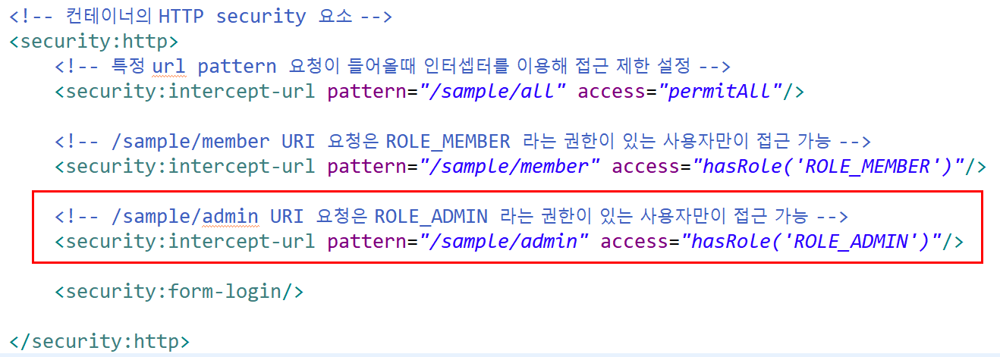 <!-- 컨테이너의 HTTP security 요소 -->
<security:http>
<!-- 특정 url pattern 요청이 들어올때 인터셉터를 이용해 접근 제한 설정 -->
<security:intercept-url pattern="/sample/all" access="permitAll"/>
<!-- /sample/member URI 요청은 ROLE_MEMBER 라는 권한이 있는 사용자만이 접근 가능 -->
<security:intercept-url pattern="/sample/member" access="hasRole('ROLE_MEMBER')"/>
<!-- /sample/admin URI 요청은 ROLE_ADMIN 라는 권한이 있는 사용자만이 접근 가능 -->
<security:intercept-url pattern="/sample/admin" access="hasRole('ROLE_ADMIN')"/>
<security:form-login/>
</security:http>